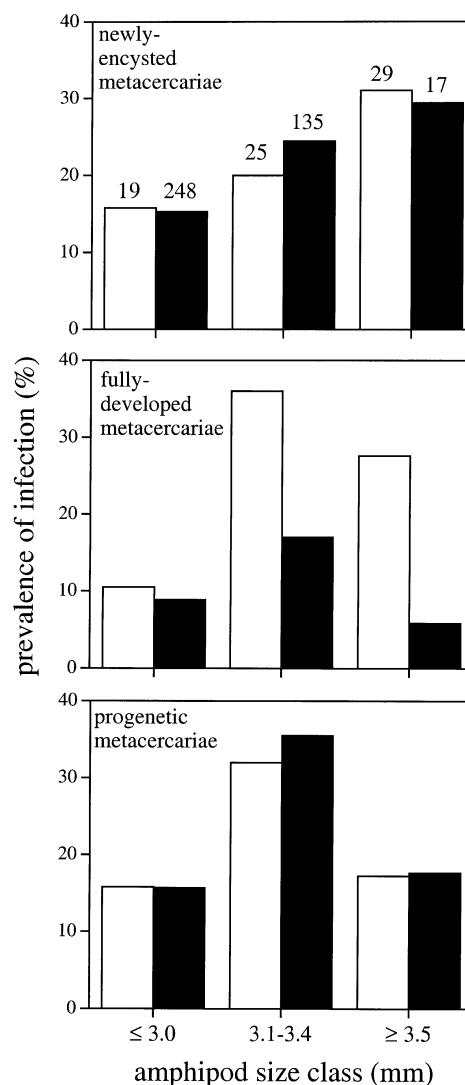 40
newly-
encysted
metacercariae
30
20
10
0
19
248
25
135
29
17
prevalence of infection (%)
40
fully-
developed
metacercariae
30
20
10
0
progenetic
metacercariae
40
30
20
10
0
≤ 3.0
3.1-3.4
≥ 3.5
amphipod size class (mm)